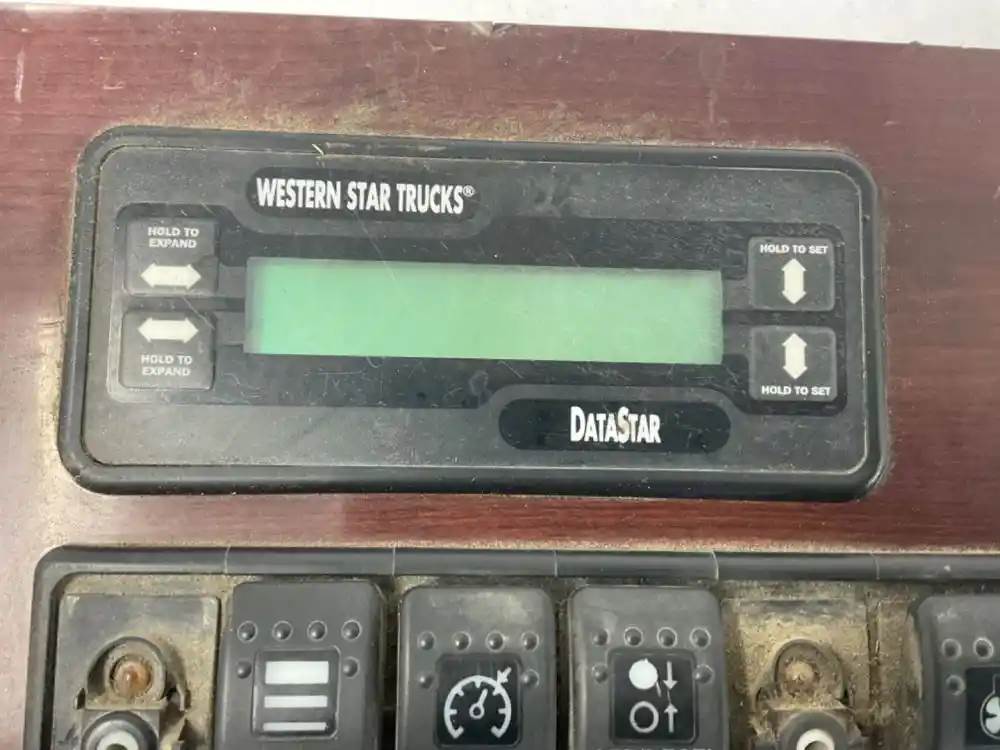 WESTERN STAR TRUCKS®
HOLD TO
EXPAND
HOLD TO SET
HOLD TO
EXPAND
HOLD TO SET
DATASTAR